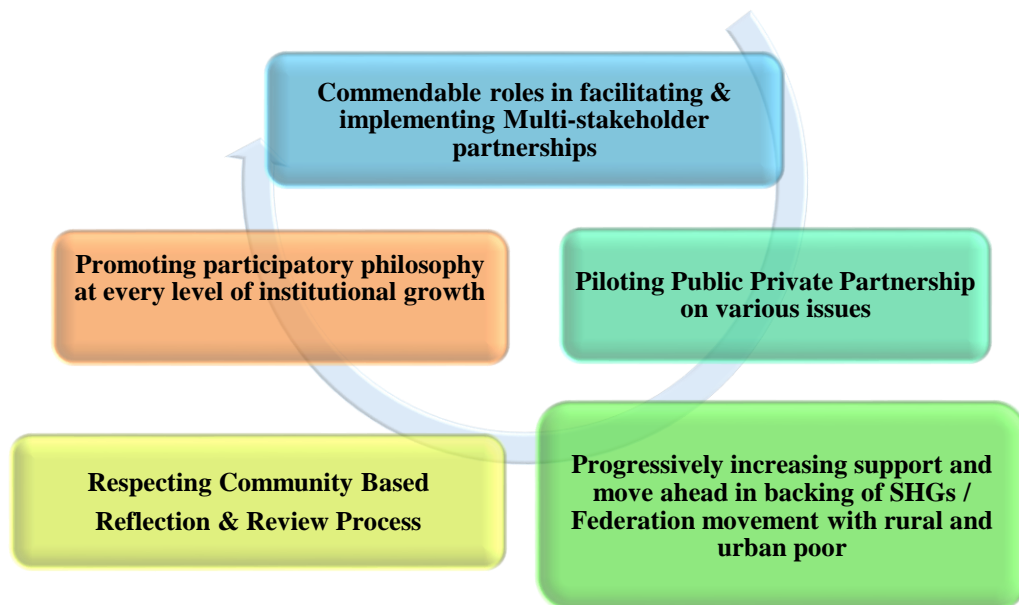 Commendable roles in facilitating &
implementing Multi-stakeholder
partnerships
Piloting Public Private Partnership
on various issues
Progressively increasing support and
move ahead in backing of SHGs /
Federation movement with rural and
urban poor
Respecting Community Based
Reflection & Review Process
Promoting participatory philosophy
at every level of institutional growth